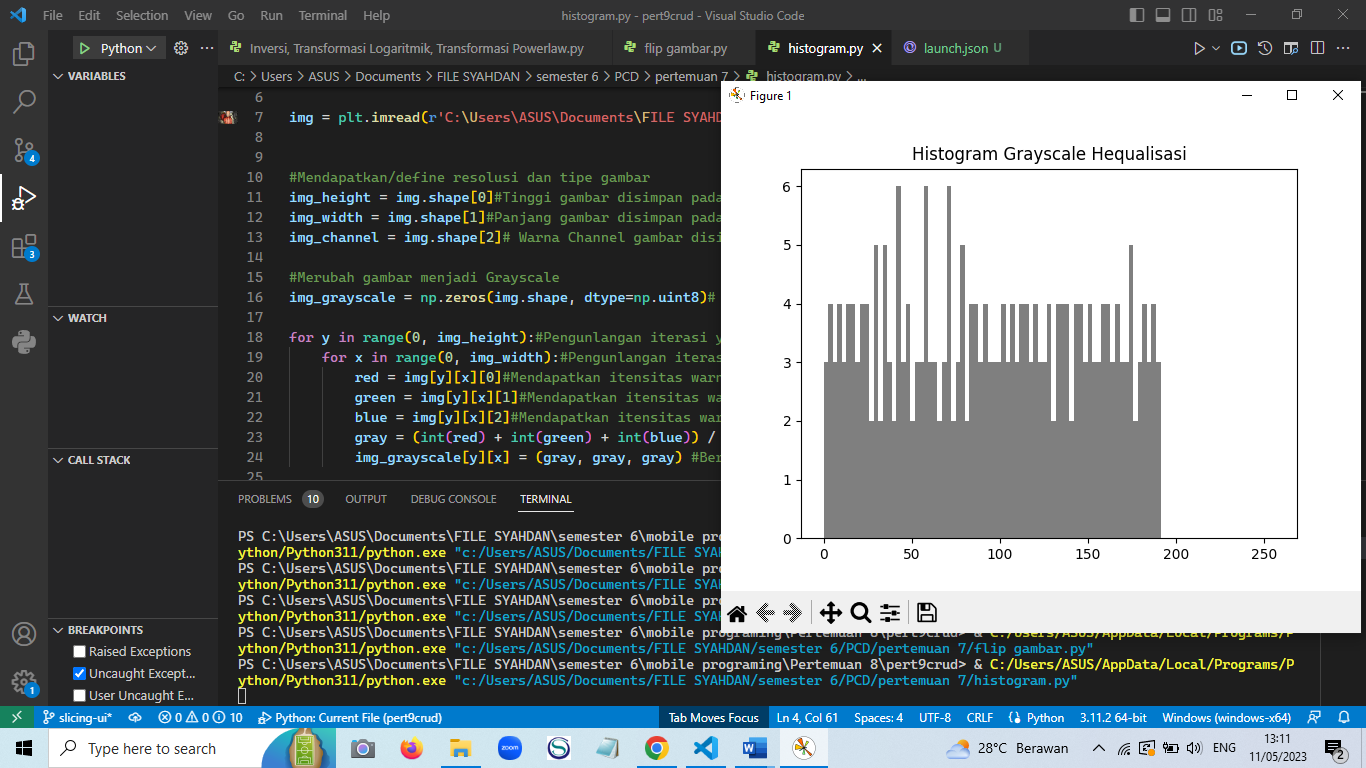 File Edit Selection View Go Run Terminal Help histogram.py - pert9crud - Visual Studio Code
Python
Inversi, Transformasi Logaritmik, Transformasi Powerlaw.py flip gambar.py histogram.py launch.json U
C: > Users > ASUS > Documents > FILE SYAHDAN > semester 6 > PCD > pertemuan 7 > histogram.py > ...
VARIABLES
WATCH
CALL STACK
BREAKPOINTS
Raised Exceptions
Uncaught Except...
User Uncaught E...
4
3
1
6
7 img = plt.imread(r'C:\Users\ASUS\Documents\FILE SYAHD
8
9
10 #Mendapatkan/define resolusi dan tipe gambar
11 img_height = img.shape[0]#Tinggi gambar disimpan pada
12 img_width = img.shape[1]#Panjang gambar disimpan pada
13 img_channel = img.shape[2]# Warna Channel gambar disi
14
15 #Merubah gambar menjadi Grayscale
16 img_grayscale = np.zeros(img.shape, dtype=np.uint8)#
17
18 for y in range(0, img_height):#Pengunlangan iterasi y
19 for x in range(0, img_width):#Pengunlangan iteras
20 red = img[y][x][0]#Mendapatkan itensitas warn
21 green = img[y][x][1]#Mendapatkan itensitas wa
22 blue = img[y][x][2]#Mendapatkan itensitas war
23 gray = (int(red) + int(green) + int(blue)) /
24 img_grayscale[y][x] = (gray, gray, gray) #Ber
25
Figure 1
Histogram Grayscale Hequalisasi
6
5
4
3
2
1
0
0 50 100 150 200 250
PROBLEMS 10 OUTPUT DEBUG CONSOLE TERMINAL
PS C:\Users\ASUS\Documents\FILE SYAHDAN\semester 6\mobile pro
ython/Python311/python.exe "c:/Users/ASUS/Documents/FILE SYAH
PS C:\Users\ASUS\Documents\FILE SYAHDAN\semester 6\mobile pro
ython/Python311/python.exe "c:/Users/ASUS/Documents/FILE SYAH
PS C:\Users\ASUS\Documents\FILE SYAHDAN\semester 6\mobile pro
ython/Python311/python.exe "c:/Users/ASUS/Documents/FILE SYAH
PS C:\Users\ASUS\Documents\FILE SYAHDAN\semester 6\mobile programing\Pertemuan 8\pert9crud> & C:/Users/ASUS/AppData/Local/Programs/P
ython/Python311/python.exe "c:/Users/ASUS/Documents/FILE SYAHDAN/semester 6/PCD/pertemuan 7/flip gambar.py"
PS C:\Users\ASUS\Documents\FILE SYAHDAN\semester 6\mobile programing\Pertemuan 8\pert9crud> & C:/Users/ASUS/AppData/Local/Programs/P
ython/Python311/python.exe "c:/Users/ASUS/Documents/FILE SYAHDAN/semester 6/PCD/pertemuan 7/histogram.py"
slicing-ui* 0 0 10 Python: Current File (pert9crud) Tab Moves Focus Ln 4, Col 61 Spaces: 4 UTF-8 CRLF Python 3.11.2 64-bit Windows (windows-x64)
Type here to search zoom 28°C Berawan ENG 13:11
11/05/2023 2